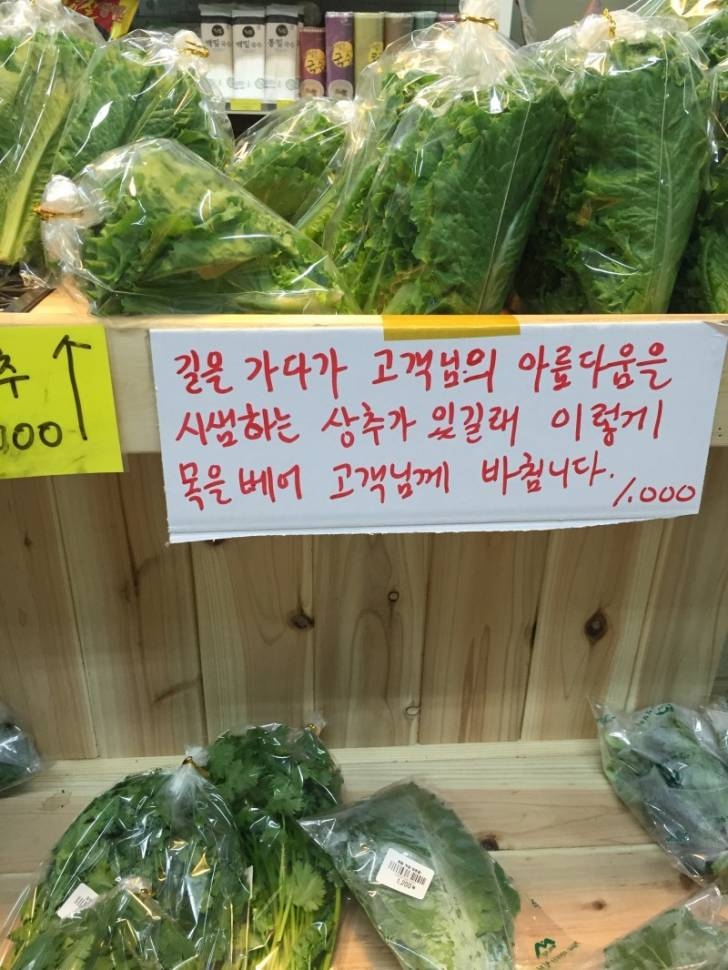 추
000
길을 가다가 고객님의 아름다움을
시샘하는 상추가 있길래 이렇게
목을 베어 고객님께 바칩니다.
1.000